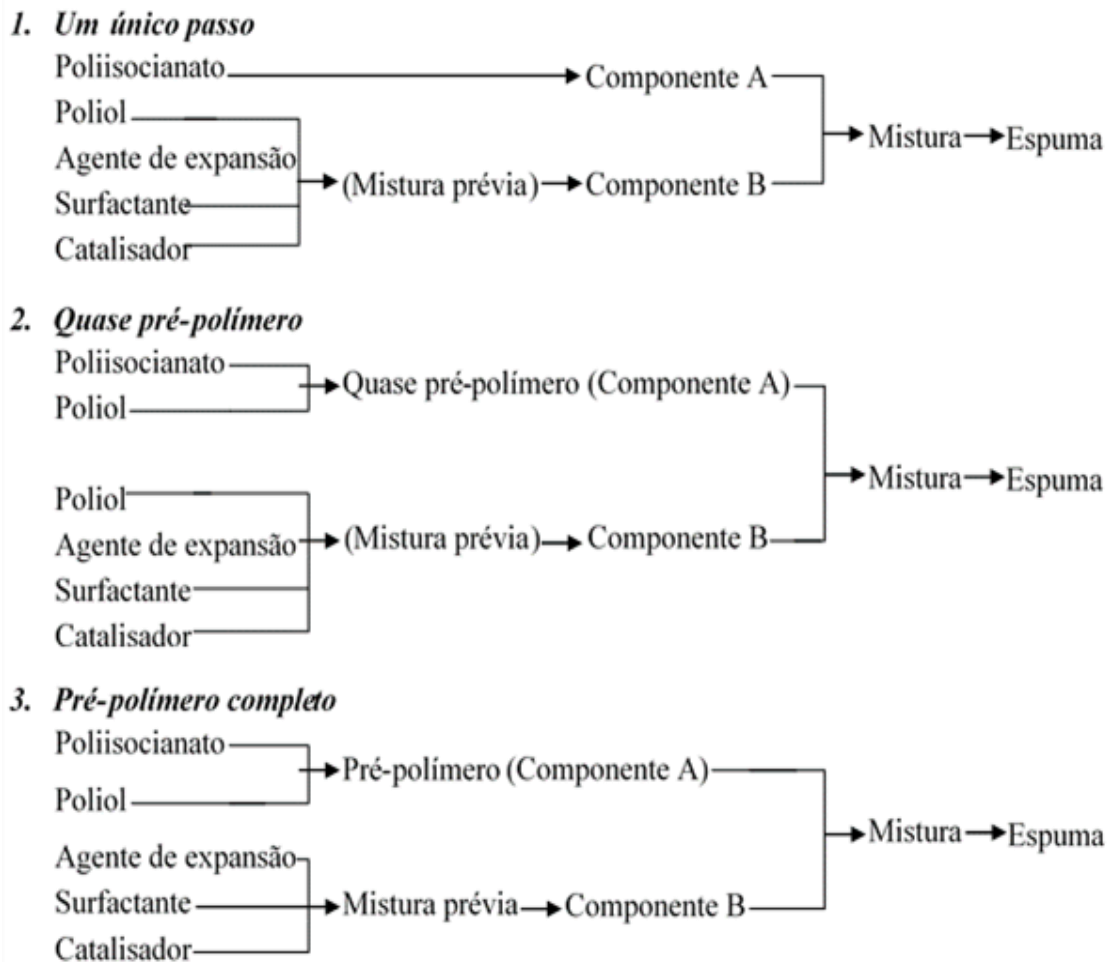 1. Um único passo
Poliisocianato
Componente A
Poliol
Mistura
Espuma
Agente de expansão
(Mistura prévia)
Componente B
Surfactante
Catalisador
2. Quase pré-polímero
Poliisocianato
Quase pré-polímero (Componente A)
Poliol
Mistura
Espuma
Poliol
Agente de expansão
(Mistura prévia)
Componente B
Surfactante
Catalisador
3. Pré-polímero completo
Poliisocianato
Pré-polímero (Componente A)
Poliol
Mistura
Espuma
Agente de expansão
Surfactante
Mistura prévia
Componente B
Catalisador